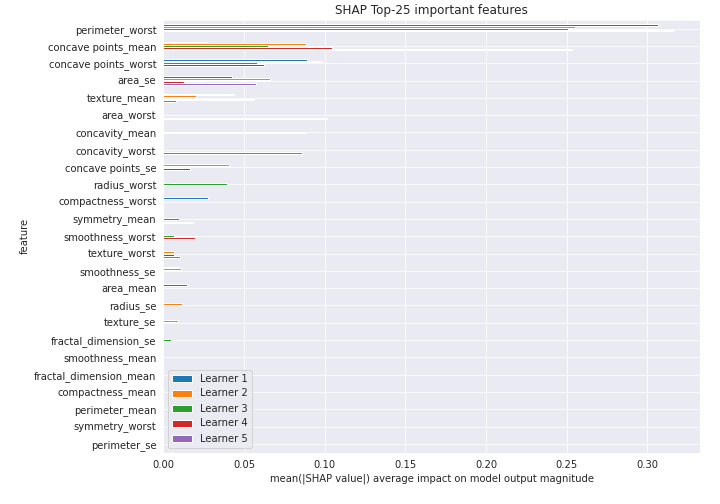 SHAP Top-25 important features
perimeter_worst
concave points_mean
concave points_worst
area_se
texture_mean
area_worst
concavity_mean
concavity_worst
concave points_se
radius_worst
compactness_worst
symmetry_mean
smoothness_worst
texture_worst
smoothness_se
area_mean
radius_se
texture_se
fractal_dimension_se
smoothness_mean
fractal_dimension_mean
compactness_mean
perimeter_mean
symmetry_worst
perimeter_se
feature
Learner 1
Learner 2
Learner 3
Learner 4
Learner 5
0.00 0.05 0.10 0.15 0.20 0.25 0.30
mean(|SHAP value|) average impact on model output magnitude